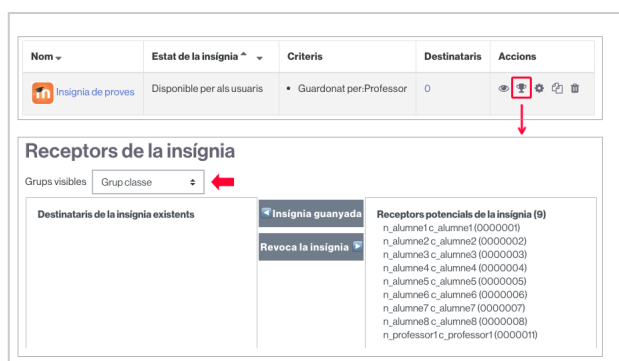 Nom Estat de la insígnia Criteris Destinataris Accions
Insignia de proves Disponible per als usuaris • Guardonat per:Professor 0
Receptors de la insígnia
Grups visibles Grup classe
Destinataris de la insígnia existents
Insígnia guanyada
Revoca la insígnia
Receptors potencials de la insígnia (9)
n_alumne1 c_alumne1 (0000001)
n_alumne2 c_alumne2 (0000002)
n_alumne3 c_alumne3 (0000003)
n_alumne4 c_alumne4 (0000004)
n_alumne5 c_alumne5 (0000005)
n_alumne6 c_alumne6 (0000006)
n_alumne7 c_alumne7 (0000007)
n_alumne8 c_alumne8 (0000008)
n_professor1 c_professor1 (0000011)